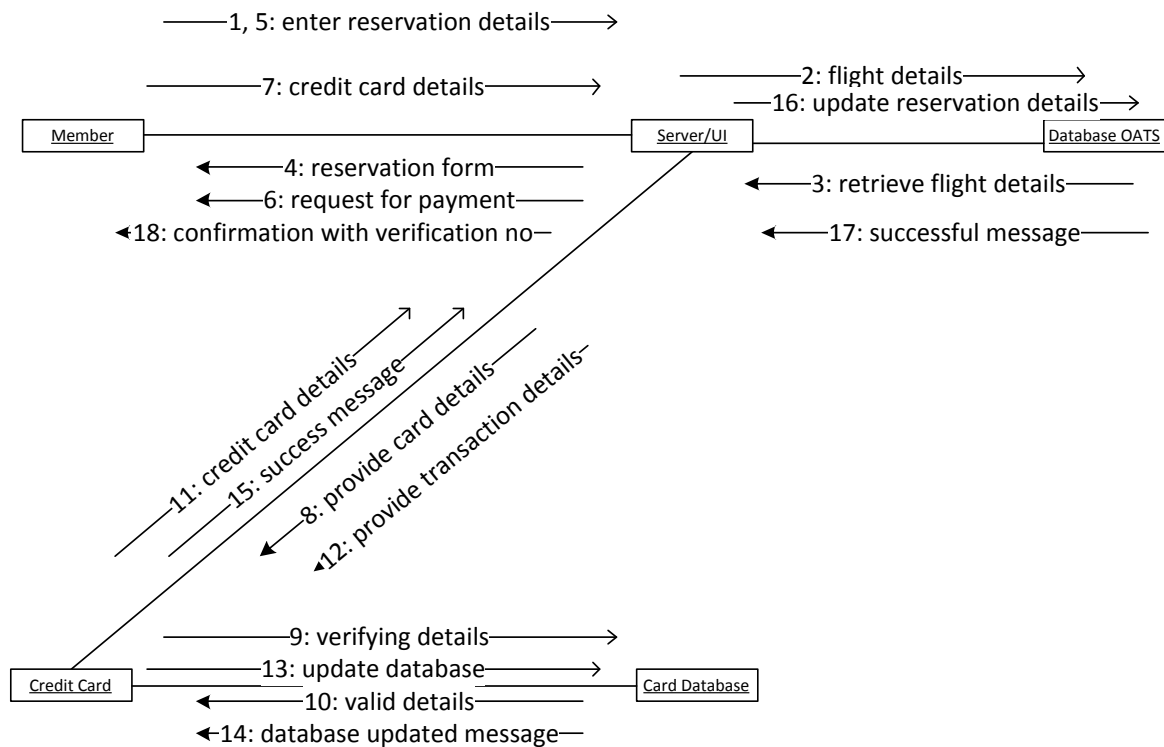 1, 5: enter reservation details
7: credit card details
2: flight details
16: update reservation details
Member
Server/UI
Database OATS
4: reservation form
6: request for payment
18: confirmation with verification no
3: retrieve flight details
17: successful message
11: credit card details
15: success message
8: provide card details
12: provide transaction details
9: verifying details
13: update database
Credit Card
Card Database
10: valid details
14: database updated message